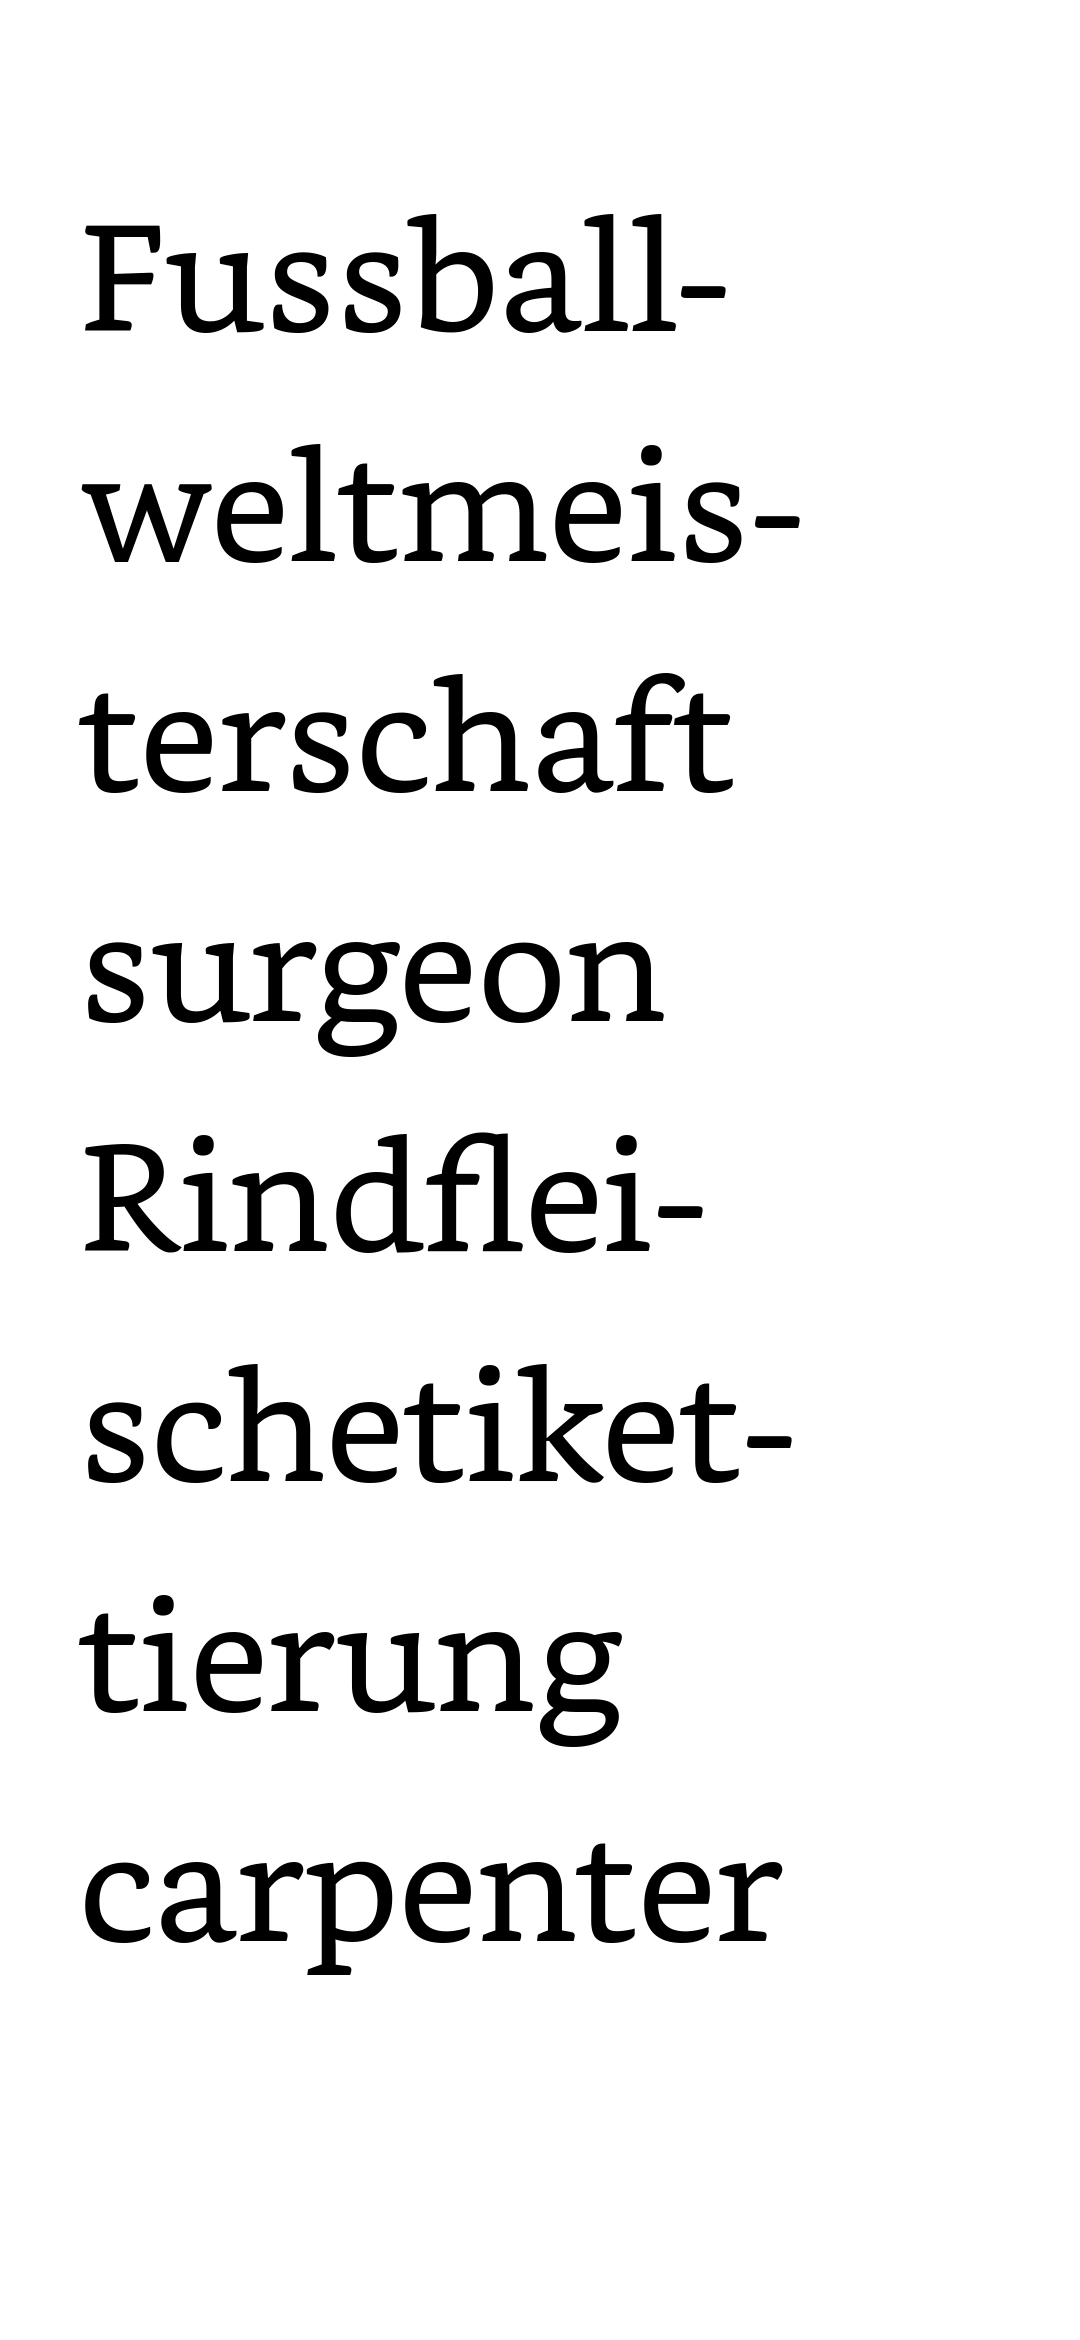 Fussball-
weltmeis-
terschaft
surgeon
Rindflei-
schetiket-
tierung
carpenter